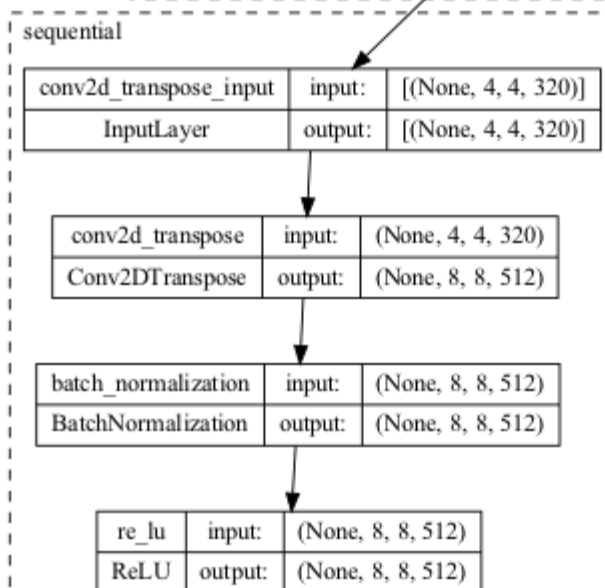 sequential
conv2d_transpose_input input: [(None, 4, 4, 320)]
InputLayer output: [(None, 4, 4, 320)]
conv2d_transpose input: (None, 4, 4, 320)
Conv2DTranspose output: (None, 8, 8, 512)
batch_normalization input: (None, 8, 8, 512)
BatchNormalization output: (None, 8, 8, 512)
re_lu input: (None, 8, 8, 512)
ReLU output: (None, 8, 8, 512)